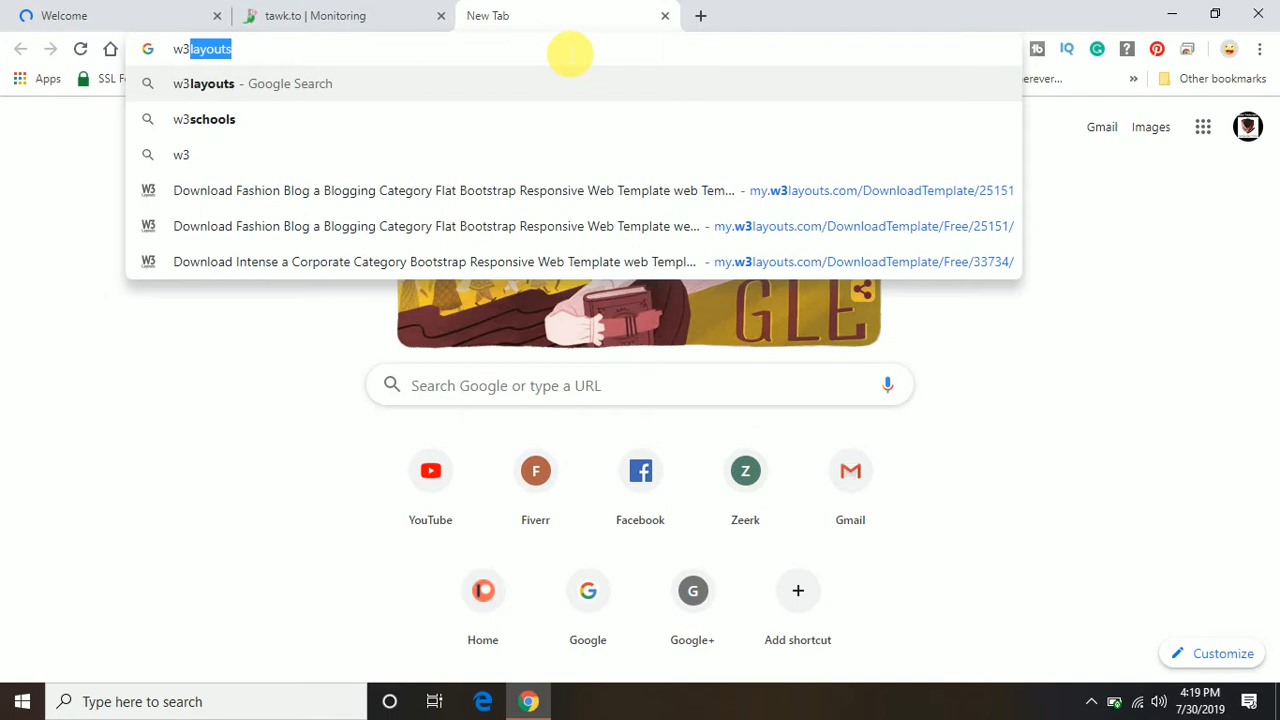 Welcome
tawk.to | Monitoring
New Tab
w3layouts
Apps
SSL F
erever...
Other bookmarks
w3layouts - Google Search
w3schools
w3
Download Fashion Blog a Blogging Category Flat Bootstrap Responsive Web Template web Tem... - my.w3layouts.com/DownloadTemplate/25151
Download Fashion Blog a Blogging Category Flat Bootstrap Responsive Web Template we... - my.w3layouts.com/DownloadTemplate/Free/25151/
Download Intense a Corporate Category Bootstrap Responsive Web Template web Templ... - my.w3layouts.com/DownloadTemplate/Free/33734/
Gmail
Images
GLE
Search Google or type a URL
YouTube
F
Fiverr
Facebook
Z
Zeerk
Gmail
Home
Google
G
Google+
Add shortcut
Customize
Type here to search
4:19 PM
7/30/2019